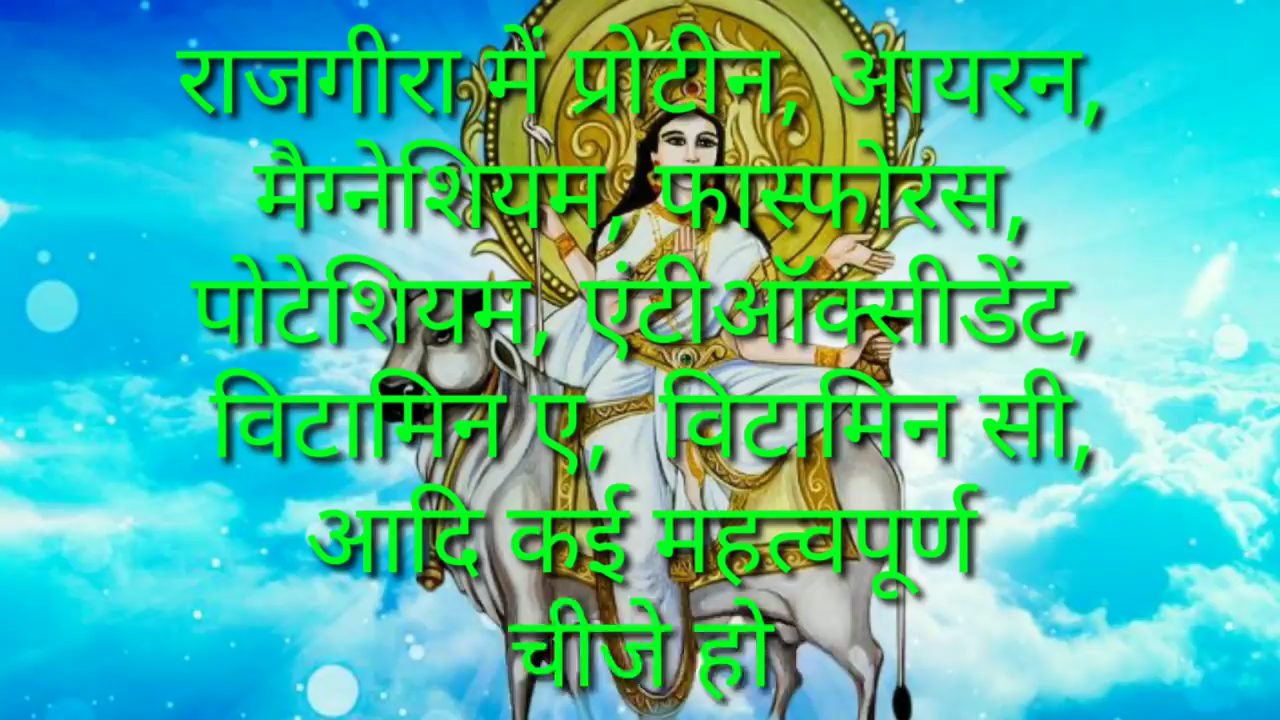 राजगीरा में प्रोटीन, आयरन,
मैग्नेशियम, फास्फोरस,
पोटेशियम, एंटीऑक्सीडेंट,
विटामिन ए, विटामिन सी,
आदि कई महत्वपूर्ण
चीजे हो